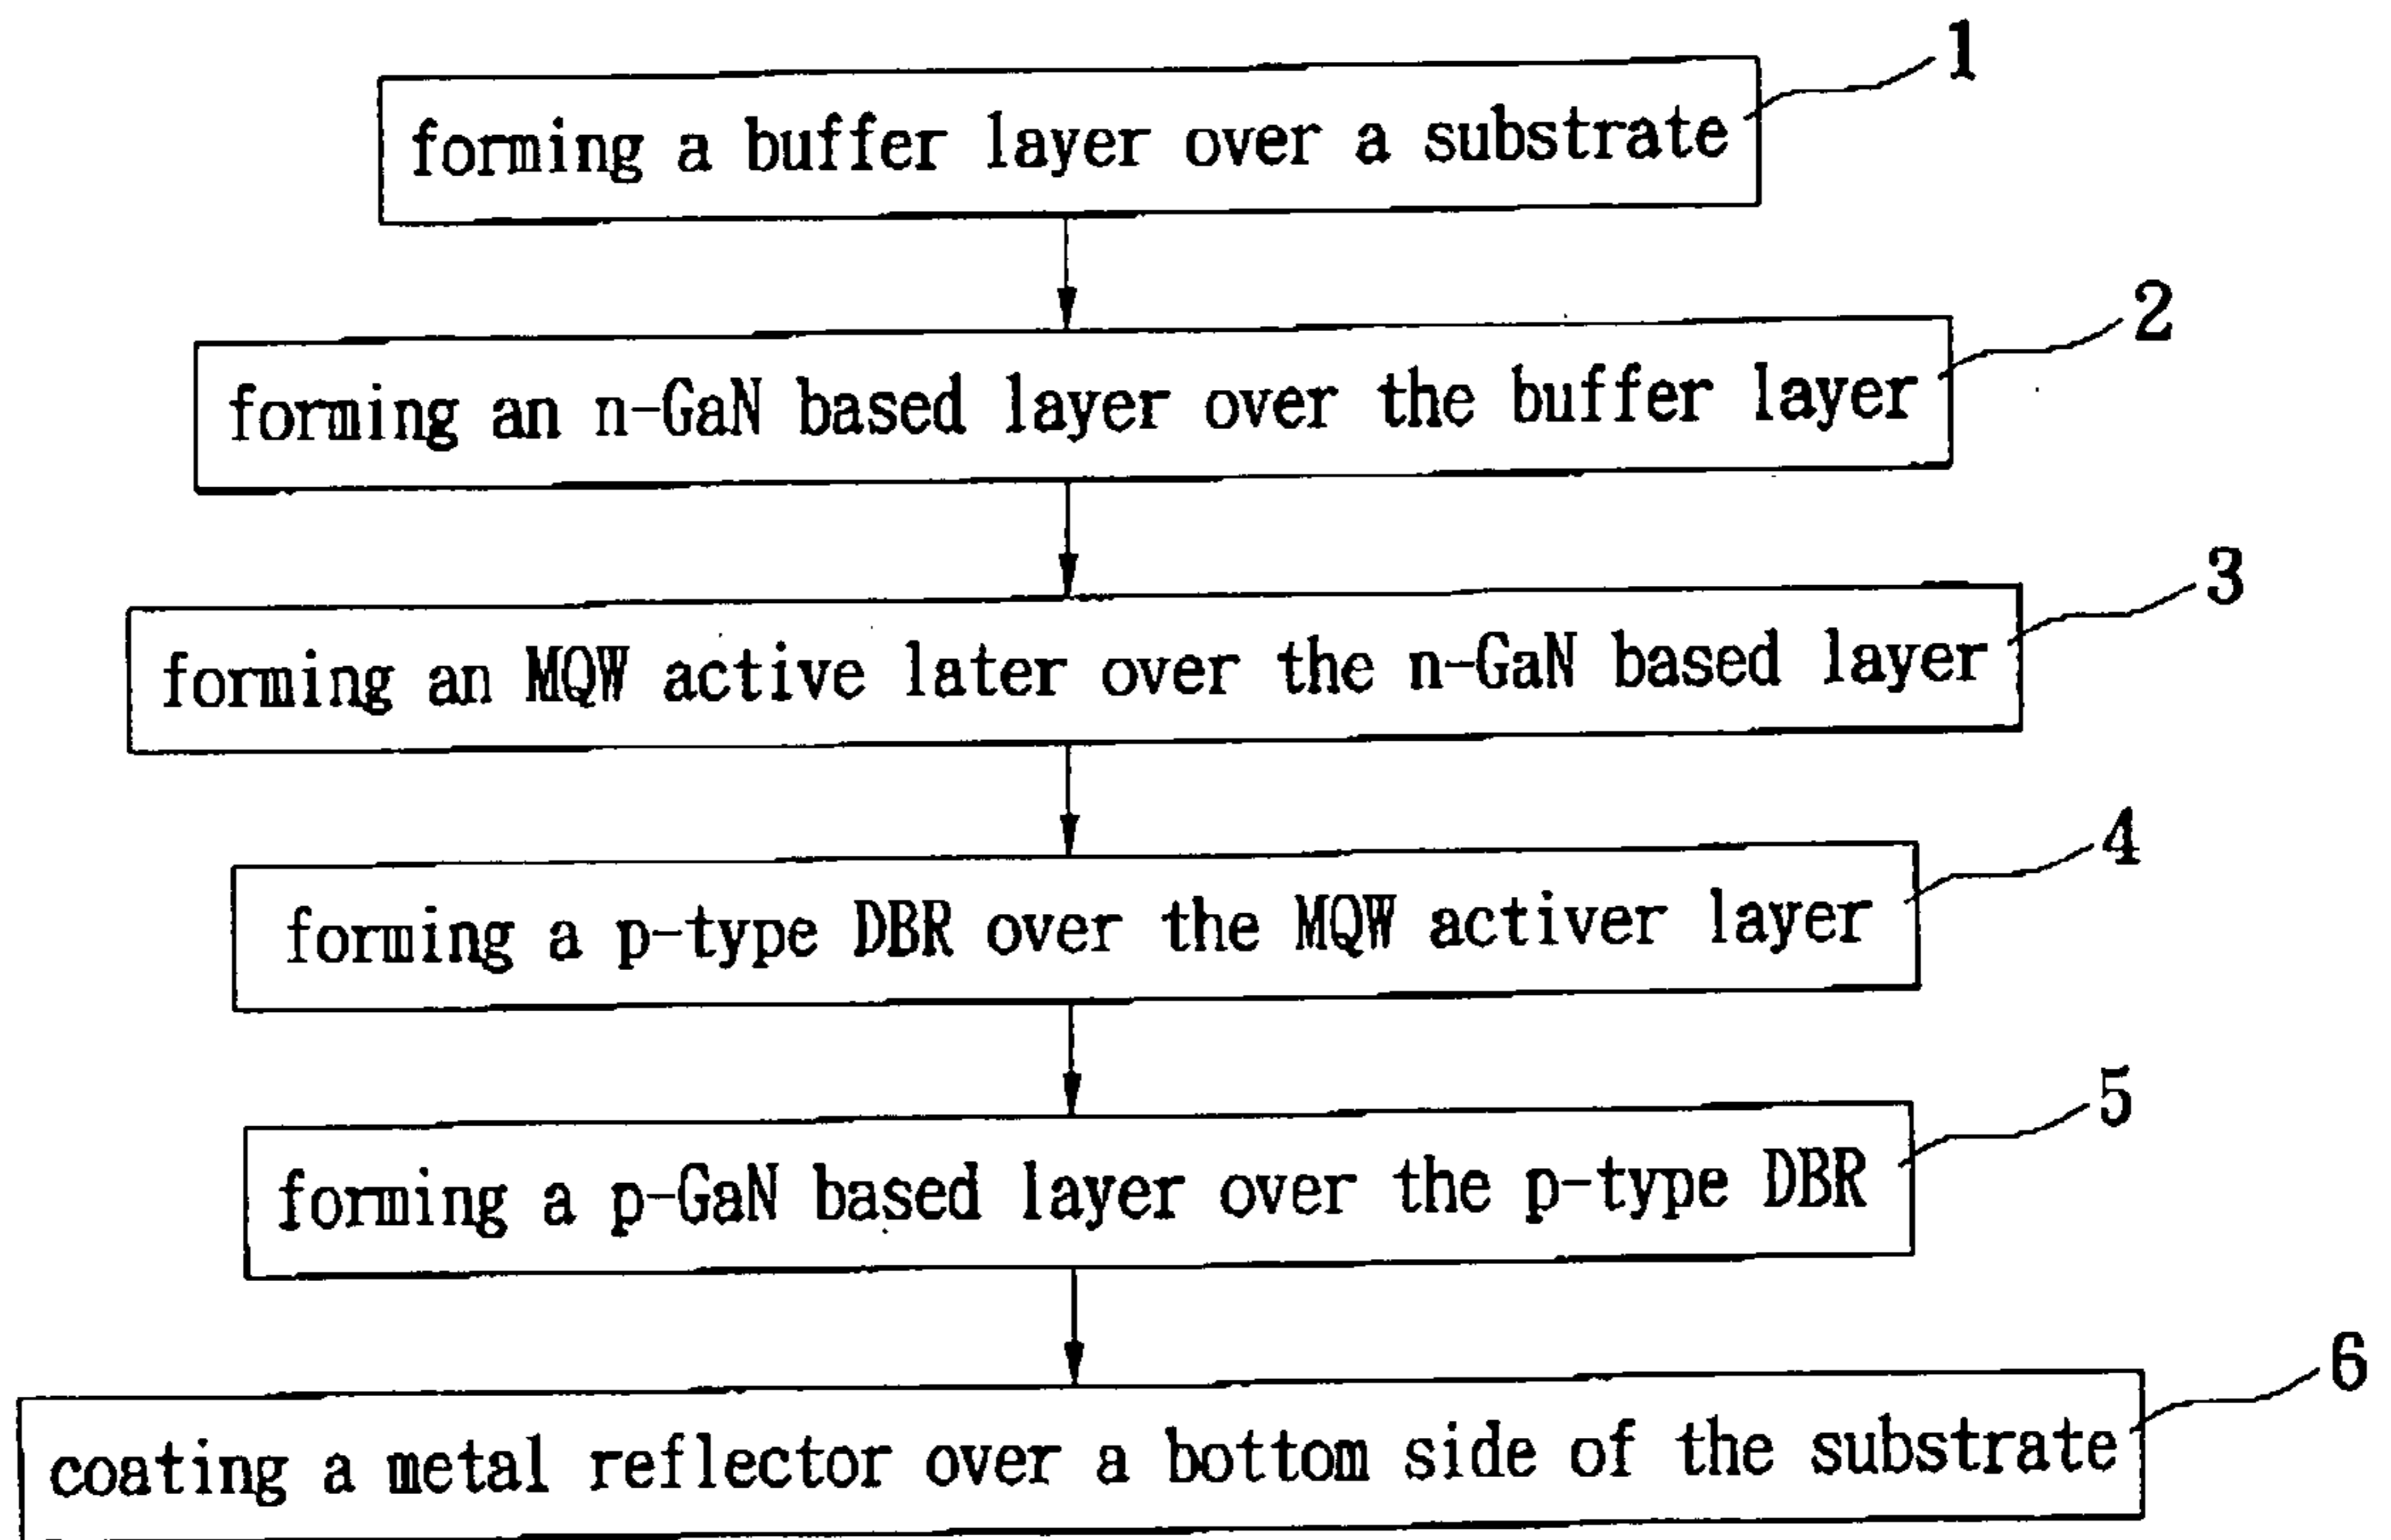 1
forming a buffer layer over a substrate
2
forming an n-GaN based layer over the buffer layer
3
forming an MQW active later over the n-GaN based layer
4
forming a p-type DBR over the MQW activer layer
5
forming a p-GaN based layer over the p-type DBR
6
coating a metal reflector over a bottom side of the substrate